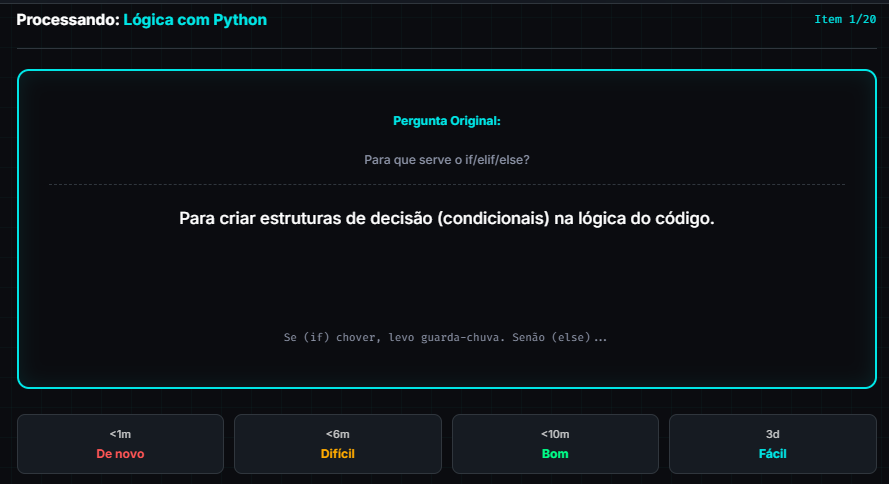 Processando: Lógica com Python
Item 1/20
Pergunta Original:
Para que serve o if/elif/else?
Para criar estruturas de decisão (condicionais) na lógica do código.
Se (if) chover, levo guarda-chuva. Senão (else)...
<1m
De novo
<6m
Difícil
<10m
Bom
3d
Fácil